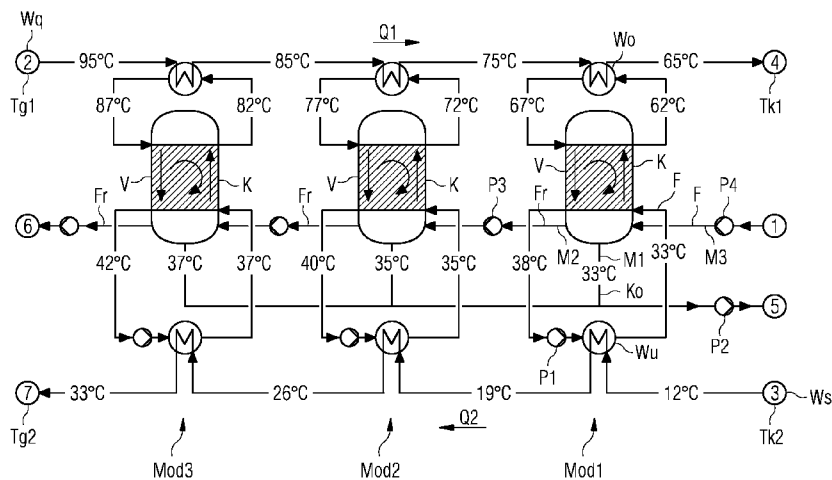 Wq
Q1
2 95°C 85°C 75°C Wo 65°C 4
Tg1 Tk1
87°C 82°C 77°C 72°C 67°C 62°C
V K V K V K
Fr Fr P3 Fr F F P4
6 1
M2 M3
42°C 37°C 37°C 40°C 35°C 35°C 38°C M1 33°C 33°C
Ko
5
P1 Wu P2
7 33°C 26°C 19°C 12°C 3 Ws
Tg2 Q2 Tk2
Mod3 Mod2 Mod1